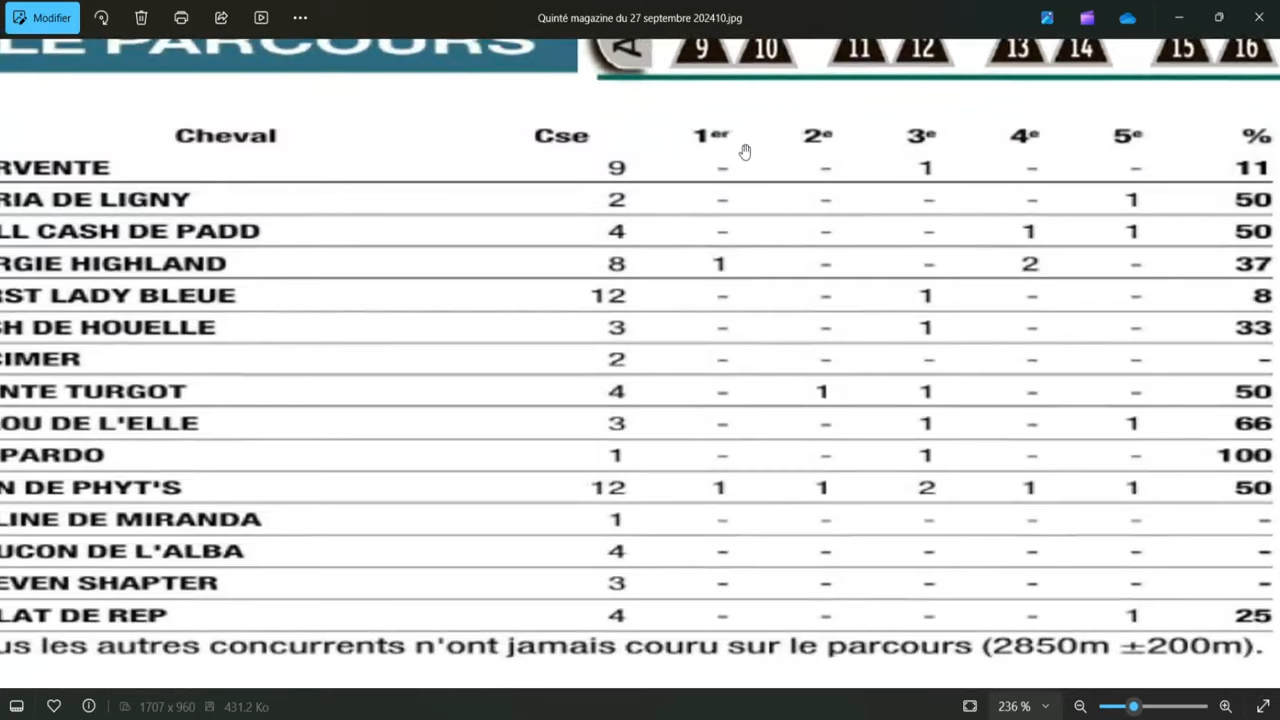 Modifier
Quinté magazine du 27 septembre 202410.jpg
LE PARCOURS
A 9 10 11 12 13 14 15 16
Cheval Cse 1er 2e 3e 4e 5e %
RVENTE 9 - - 1 - - 11
RIA DE LIGNY 2 - - - - 1 50
LL CASH DE PADD 4 - - - 1 1 50
RGIE HIGHLAND 8 1 - - 2 - 37
RST LADY BLEUE 12 - - 1 - - 8
SH DE HOUELLE 3 - - 1 - - 33
CIMER 2 - - - - - -
NTE TURGOT 4 - 1 1 - - 50
LOU DE L'ELLE 3 - - 1 - 1 66
PARDO 1 - - 1 - - 100
N DE PHYT'S 12 1 1 2 1 1 50
LINE DE MIRANDA 1 - - - - - -
UCON DE L'ALBA 4 - - - - - -
EVEN SHAPTER 3 - - - - - -
LAT DE REP 4 - - - - 1 25
us les autres concurrents n'ont jamais couru sur le parcours (2850m ±200m).
1707 x 960 431.2 Ko 236 %